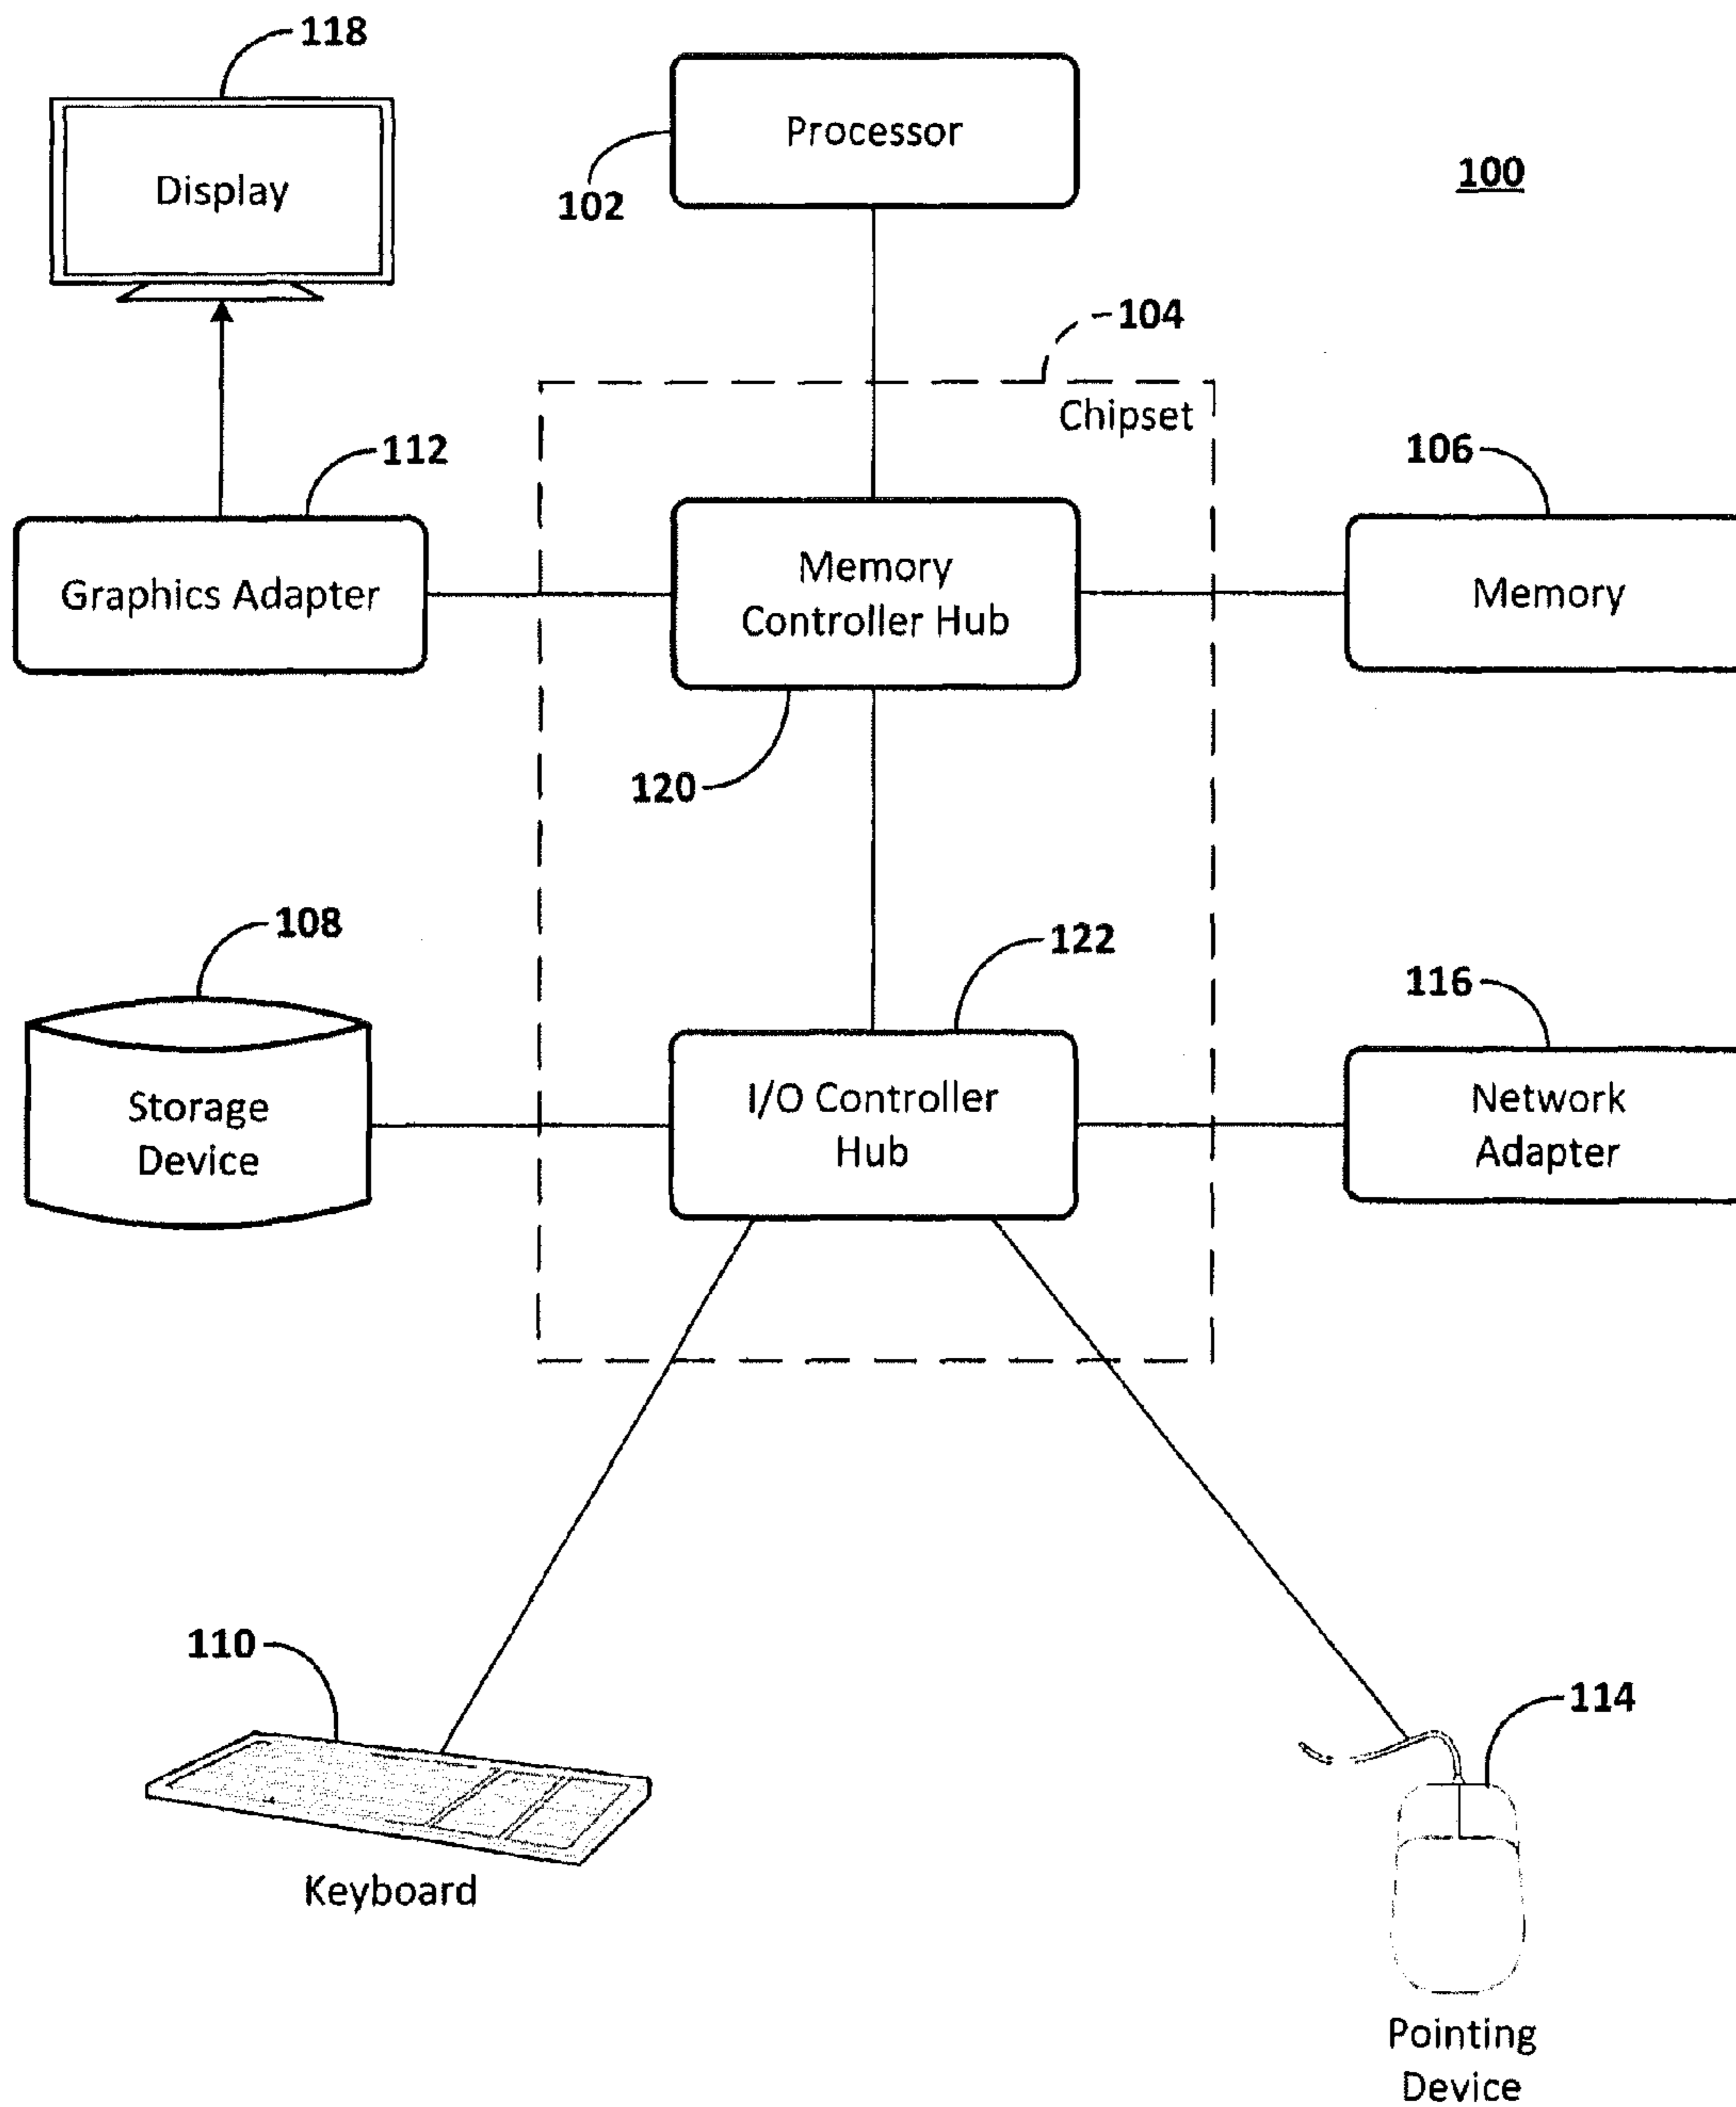 118
Display
Processor
102
100
104
Chipset
112
Graphics Adapter
Memory
Controller Hub
120
106
Memory
108
Storage
Device
122
I/O Controller
Hub
116
Network
Adapter
110
Keyboard
114
Pointing
Device